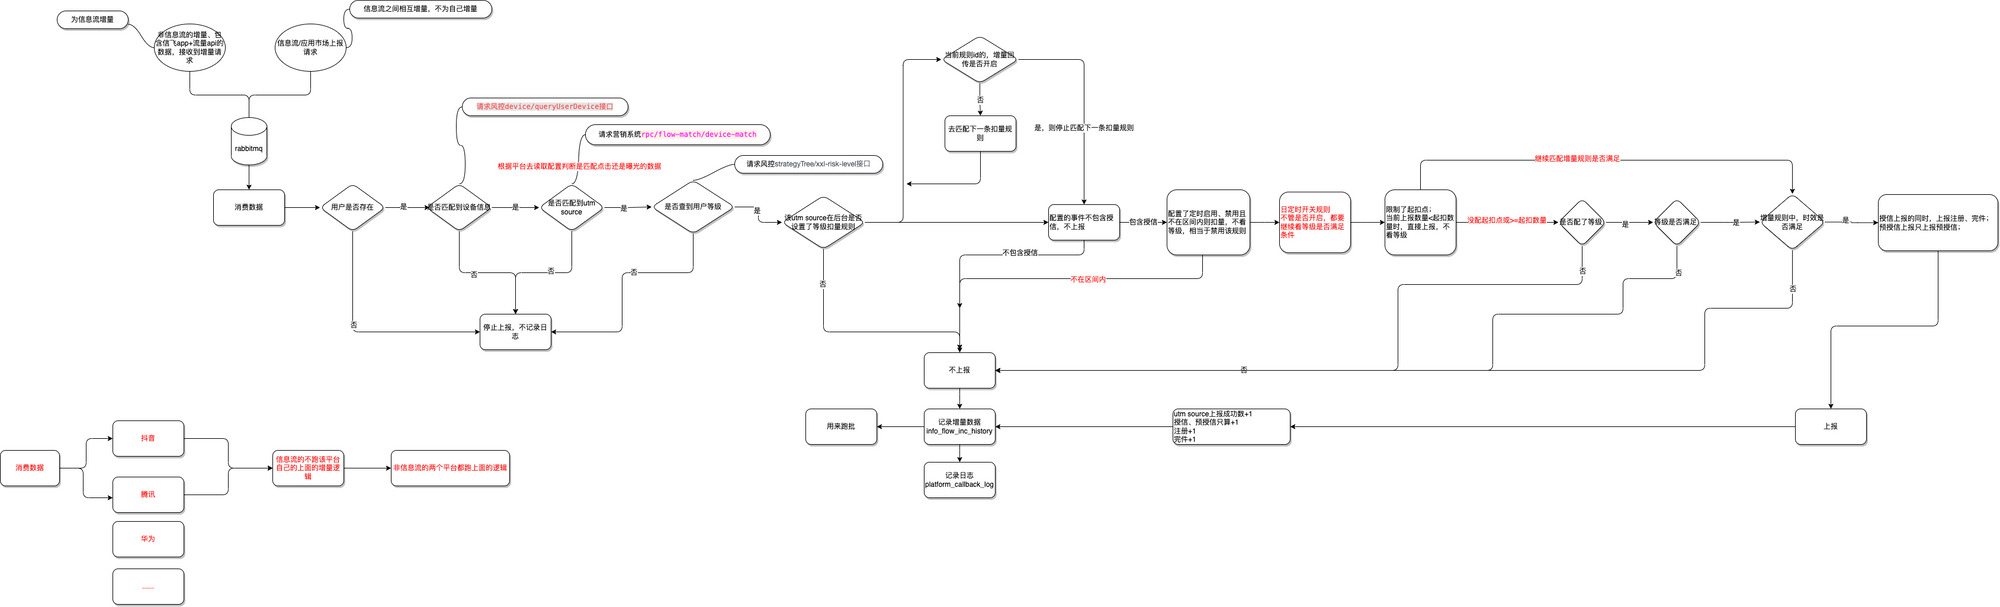 为信息流增量
非信息流的增量、包
含信飞app+流量api的
数据，接收到增量请
求
信息流之间相互增量，不为自己增量
信息流/应用市场上报
请求
rabbitmq
消费数据
用户是否存在
是
否
请求风控device/queryUserDevice接口
是否匹配到设备信息
是
否
请求营销系统rpc/flow-match/device-match
根据平台去读取配置判断是匹配点击还是曝光的数据
是否匹配到utm
source
是
否
请求风控strategyTree/xxl-risk-level接口
是否查到用户等级
是
否
停止上报，不记录日
志
该utm source在后台是否
设置了等级扣量规则
否
当前规则id的，增量回
传是否开启
否
去匹配下一条扣量规
则
是，则停止匹配下一条扣量规则
配置的事件不包含授
信，不上报
包含授信
不包含授信
配置了定时启用、禁用且
不在区间内则扣量，不看
等级，相当于禁用该规则
不在区间内
日定时开关规则
不管是否开启，都要
继续看等级是否满足
条件
限制了起扣点；
当前上报数量<起扣数
量时，直接上报，不
看等级
继续匹配增量规则是否满足
没配起扣点或>=起扣数量
是否配了等级
是
否
等级是否满足
是
否
增量规则中，时效是
否满足
是
否
授信上报的同时，上报注册、完件；
预授信上报只上报预授信；
不上报
否
上报
utm source上报成功数+1
授信、预授信只算+1
注册+1
完件+1
记录增量数据
info_flow_inc_history
用来跑批
记录日志
platform_callback_log
消费数据
抖音
腾讯
华为
......
信息流的不跑该平台
自己的上面的增量逻
辑
非信息流的两个平台都跑上面的逻辑